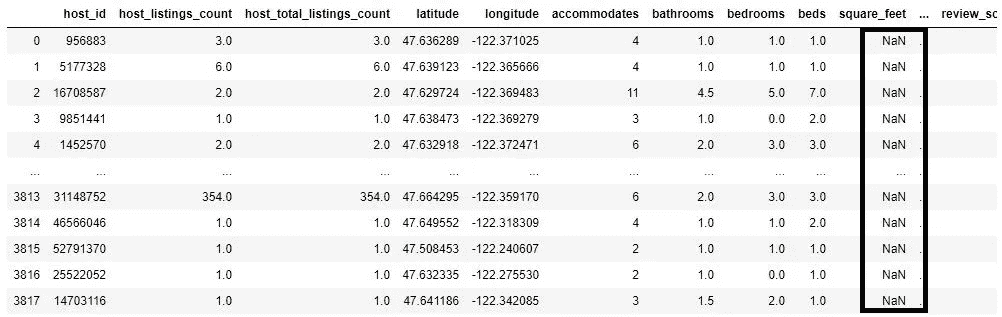 host_id host_listings_count host_total_listings_count latitude longitude accommodates bathrooms bedrooms beds square_feet ... review_sc
0 956883 3.0 3.0 47.636289 -122.371025 4 1.0 1.0 1.0 NaN .
1 5177328 6.0 6.0 47.639123 -122.365666 4 1.0 1.0 1.0 NaN .
2 16708587 2.0 2.0 47.629724 -122.369483 11 4.5 5.0 7.0 NaN .
3 9851441 1.0 1.0 47.638473 -122.369279 3 1.0 0.0 2.0 NaN .
4 1452570 2.0 2.0 47.632918 -122.372471 6 2.0 3.0 3.0 NaN .
... ... ... ... ... ... ... ... ... ... ... .
3813 31148752 354.0 354.0 47.664295 -122.359170 6 2.0 3.0 3.0 NaN .
3814 46566046 1.0 1.0 47.649552 -122.318309 4 1.0 1.0 2.0 NaN .
3815 52791370 1.0 1.0 47.508453 -122.240607 2 1.0 1.0 1.0 NaN .
3816 25522052 1.0 1.0 47.632335 -122.275530 2 1.0 0.0 1.0 NaN .
3817 14703116 1.0 1.0 47.641186 -122.342085 3 1.5 2.0 1.0 NaN .